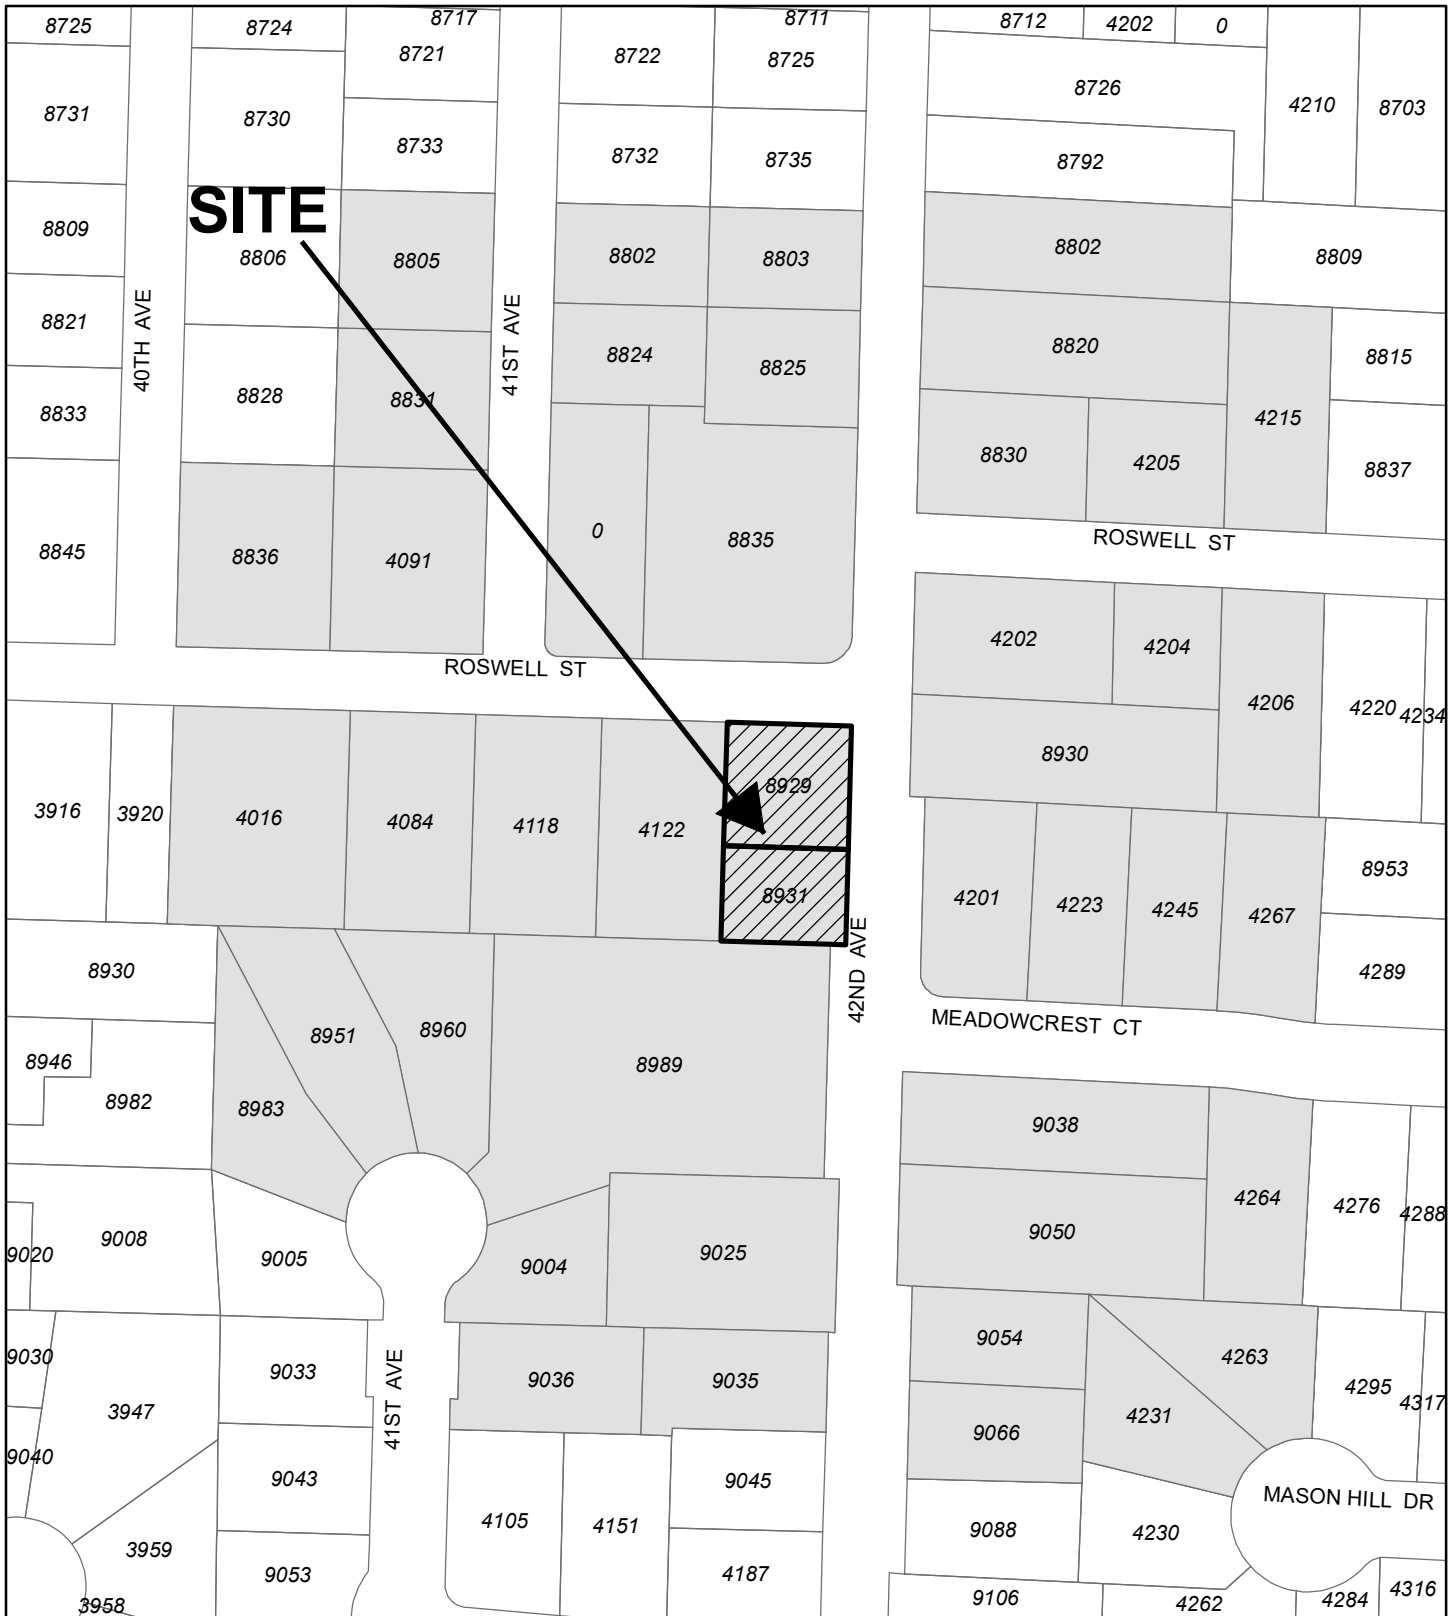 8717 8711
8725 8724 8712 4202 0
8721 8722 8725
8726
8731 8730 4210 8703
8733 8732 8735 8792
SITE
8809 8806 8805 8802 8803 8802 8809
8821
40TH AVE
41ST AVE
8824 8825 8820 8815
8833 8828 8831 4215
8830 4205 8837
8845 8836 4091 0 8835
ROSWELL ST
4202 4204
ROSWELL ST
4206 4220 4234
8930
8929
3916 3920 4016 4084 4118 4122
8953
8931 4201 4223 4245 4267
42ND AVE
8930 4289
8951 8960 MEADOWCREST CT
8946 8989
8982 8983 9038
4264 4276 4288
9020 9008 9005 9004 9025 9050
9030 9033 9054 4263
41ST AVE
9036 9035 4295 4317
3947 4231
9040 9066
9043 9045
MASON HILL DR
4105 4151 9088 4230
3959
9053 4187
3958 9106 4262 4284 4316